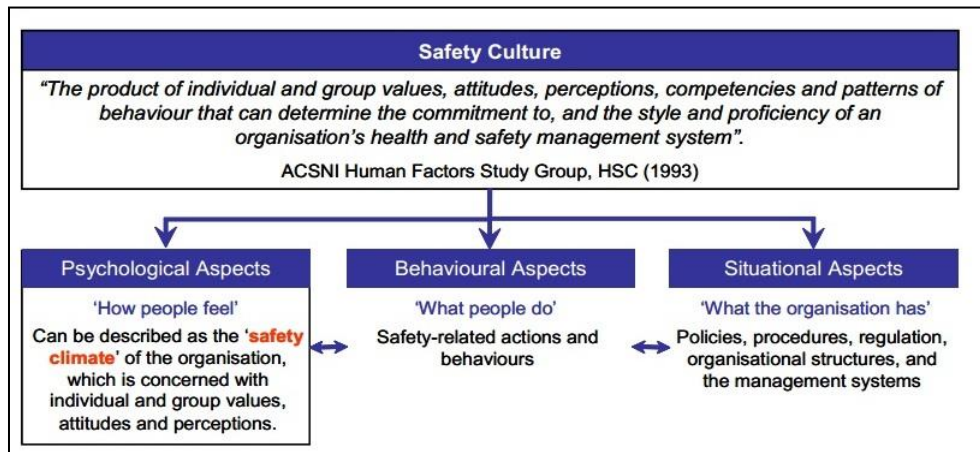 Safety Culture
“The product of individual and group values, attitudes, perceptions, competencies and patterns of
behaviour that can determine the commitment to, and the style and proficiency of an
organisation’s health and safety management system”.
ACSNI Human Factors Study Group, HSC (1993)
Psychological Aspects
‘How people feel’
Can be described as the ‘safety
climate’ of the organisation,
which is concerned with
individual and group values,
attitudes and perceptions.
Behavioural Aspects
‘What people do’
Safety-related actions and
behaviours
Situational Aspects
‘What the organisation has’
Policies, procedures, regulation,
organisational structures, and
the management systems